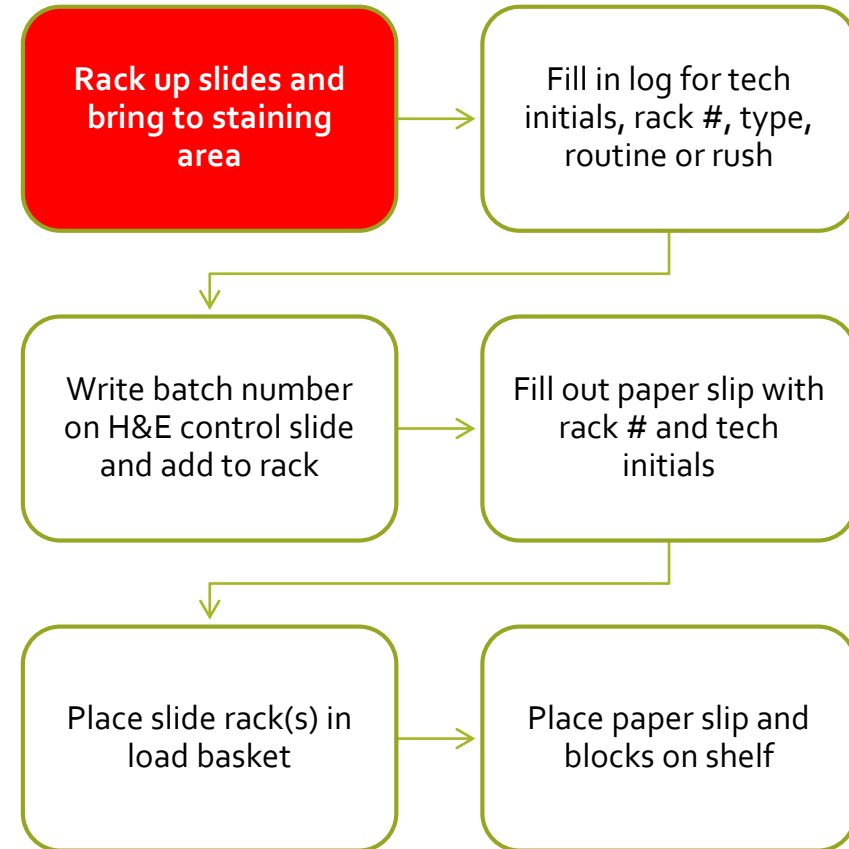 Rack up slides and
bring to staining
area
Fill in log for tech
initials, rack #, type,
routine or rush
Write batch number
on H&E control slide
and add to rack
Fill out paper slip with
rack # and tech
initials
Place slide rack(s) in
load basket
Place paper slip and
blocks on shelf